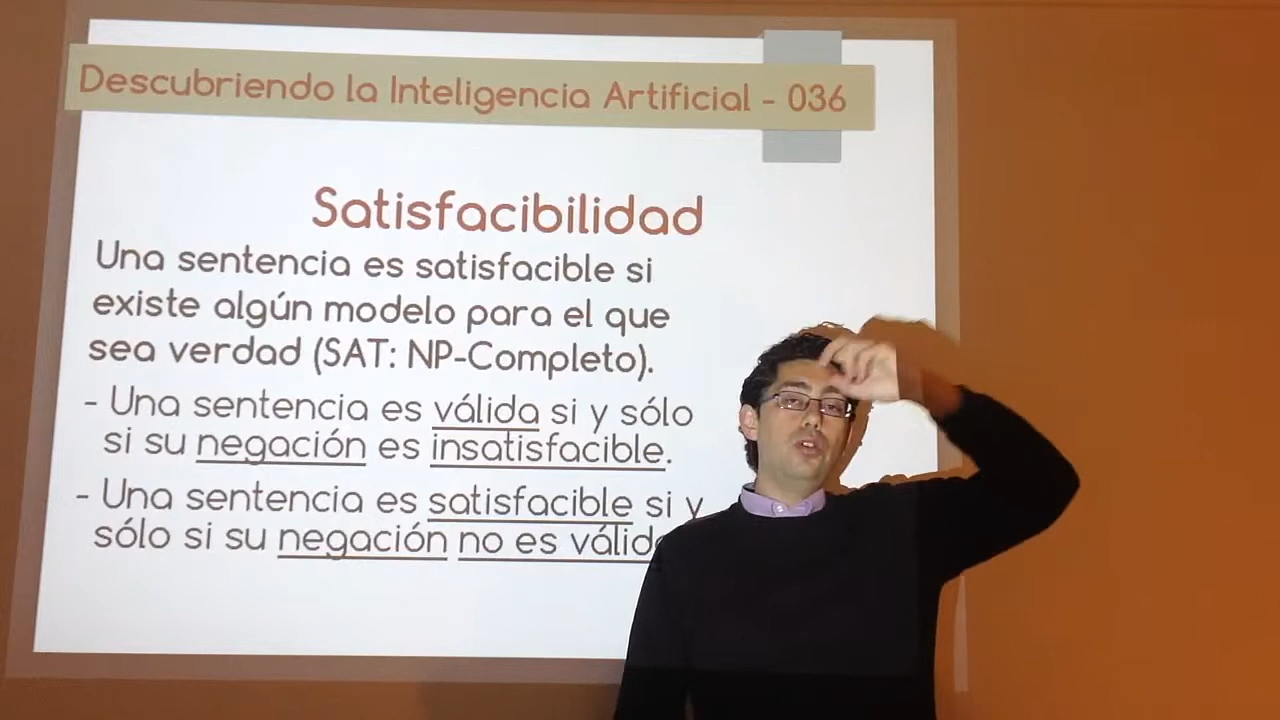 Descubriendo la Inteligencia Artificial - 036
Satisfacibilidad
Una sentencia es satisfacible si
existe algún modelo para el que
sea verdad (SAT: NP-Completo).
- Una sentencia es válida si y sólo
si su negación es insatisfacible.
- Una sentencia es satisfacible si y
sólo si su negación no es